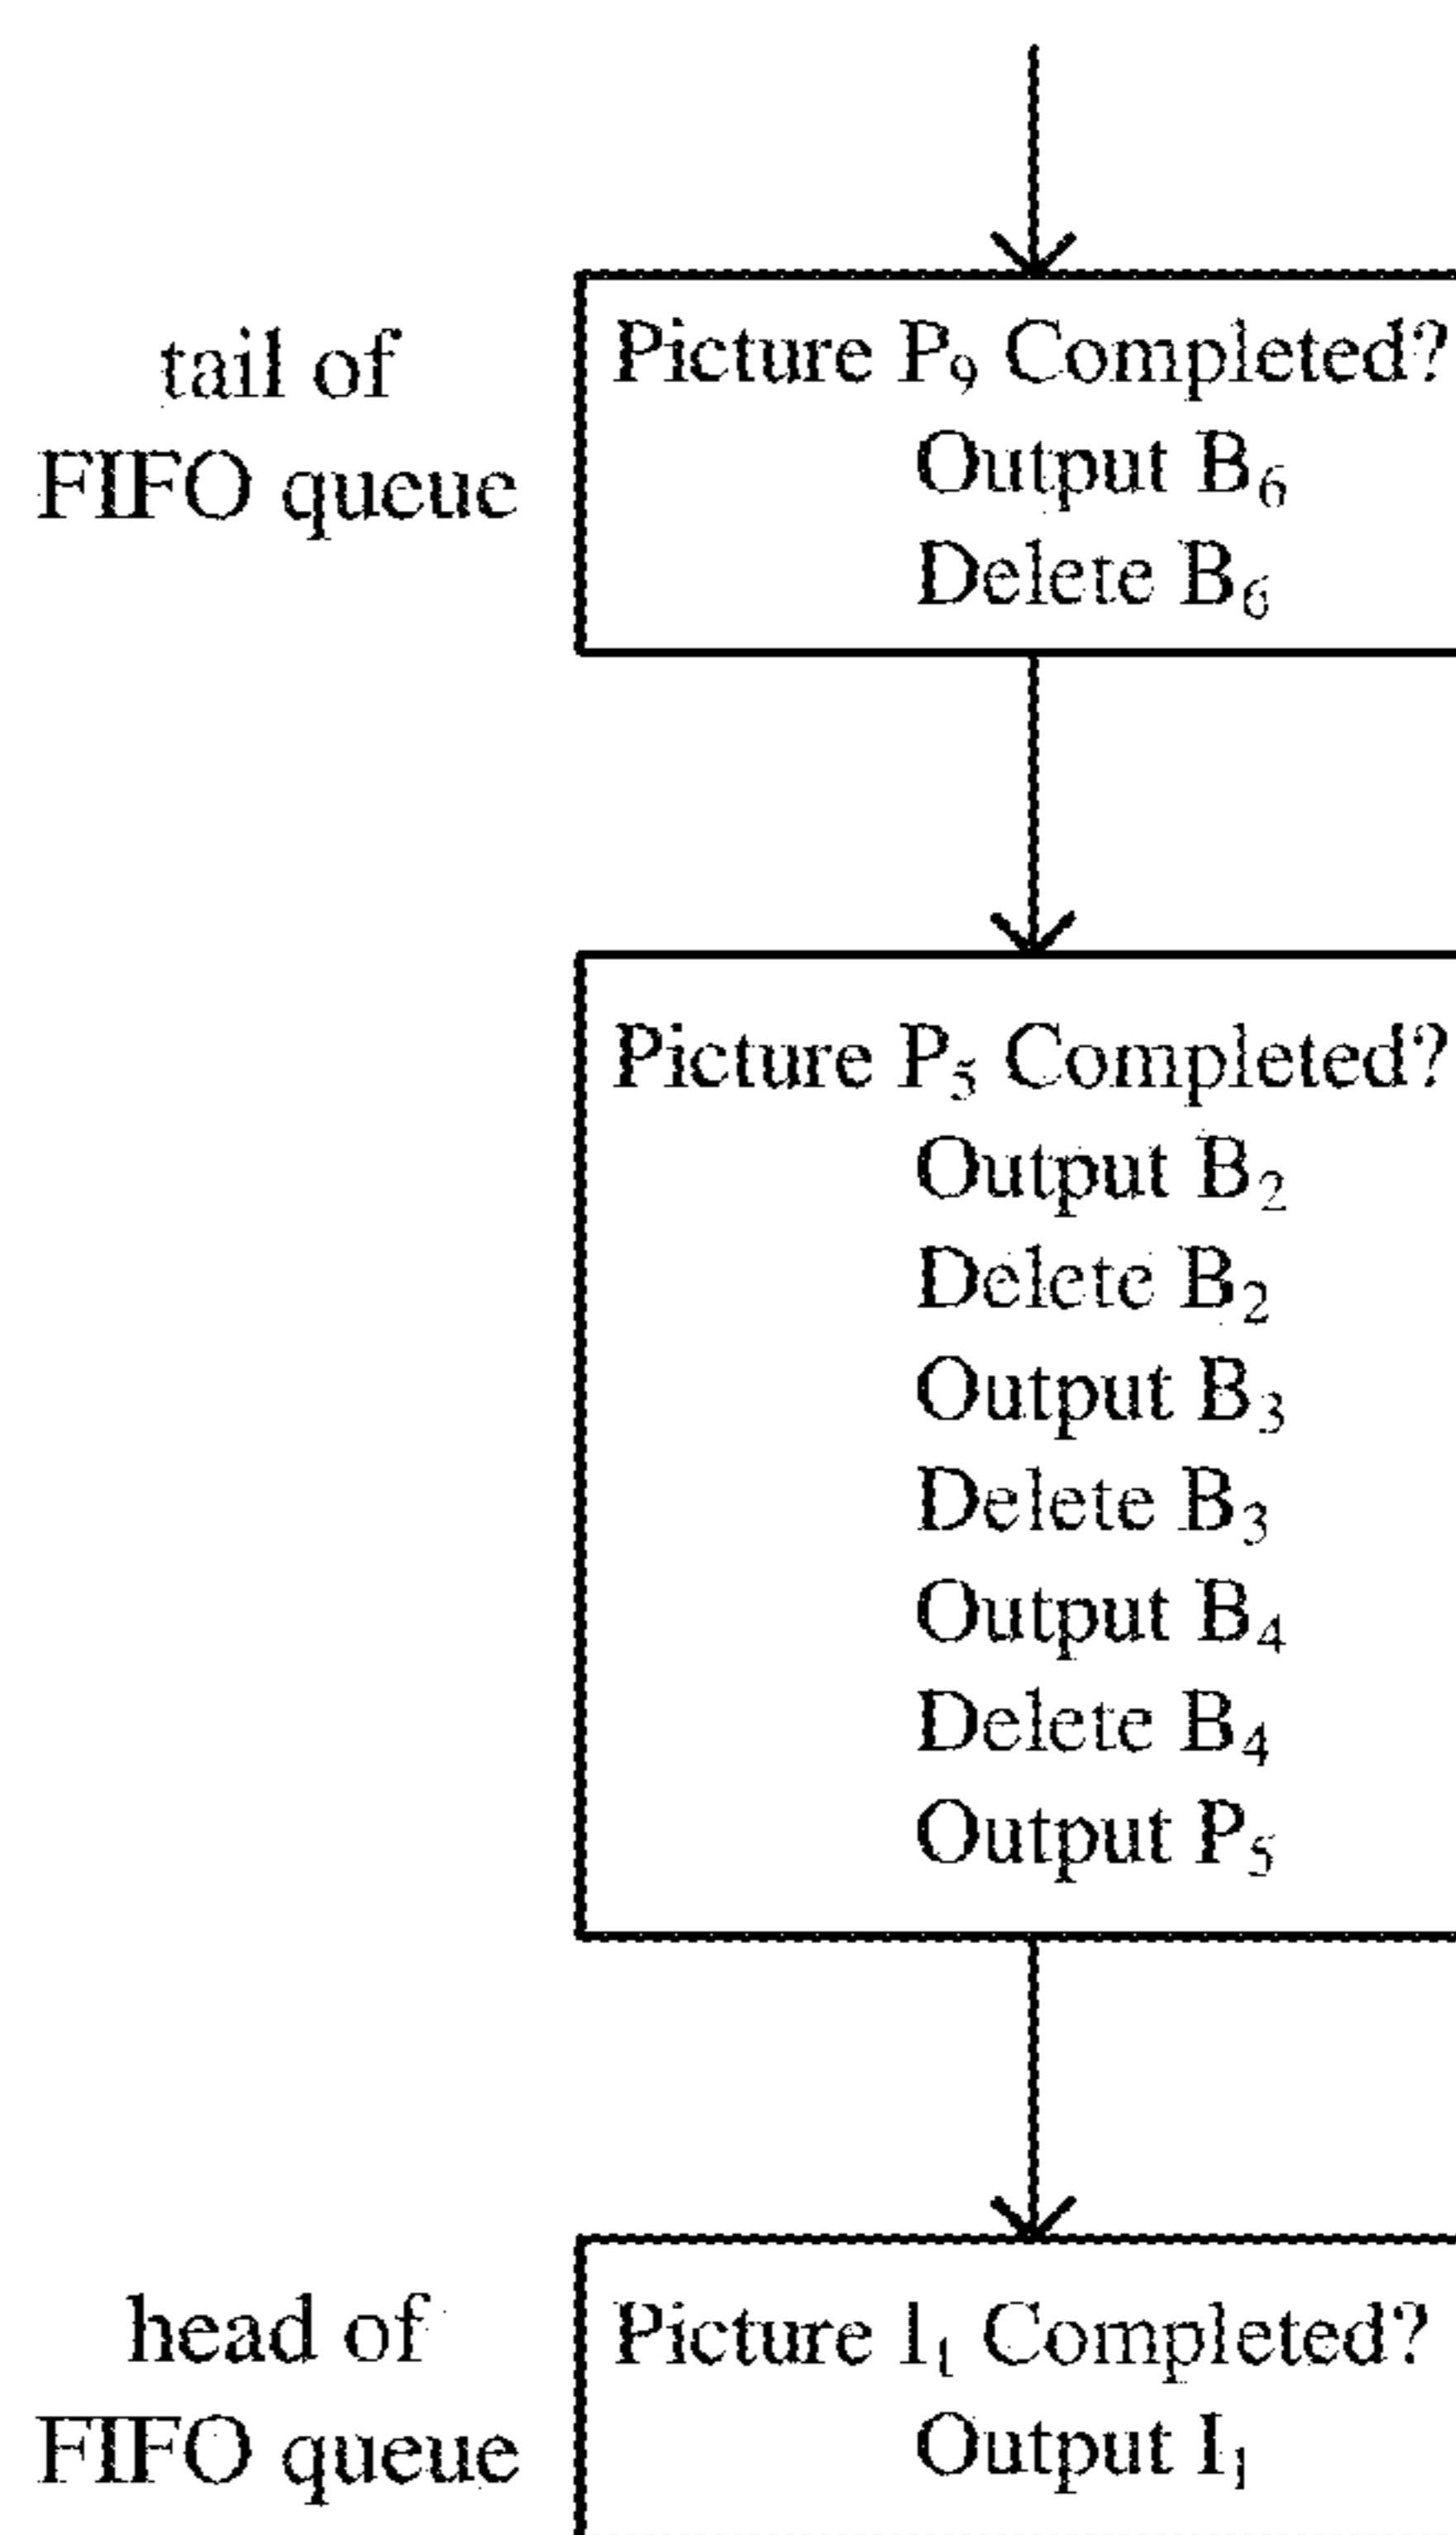 tail of
FIFO queue
Picture P₉ Completed?
Output B₆
Delete B₆
Picture P₅ Completed?
Output B₂
Delete B₂
Output B₃
Delete B₃
Output B₄
Delete B₄
Output P₅
head of
FIFO queue
Picture I₁ Completed?
Output I₁